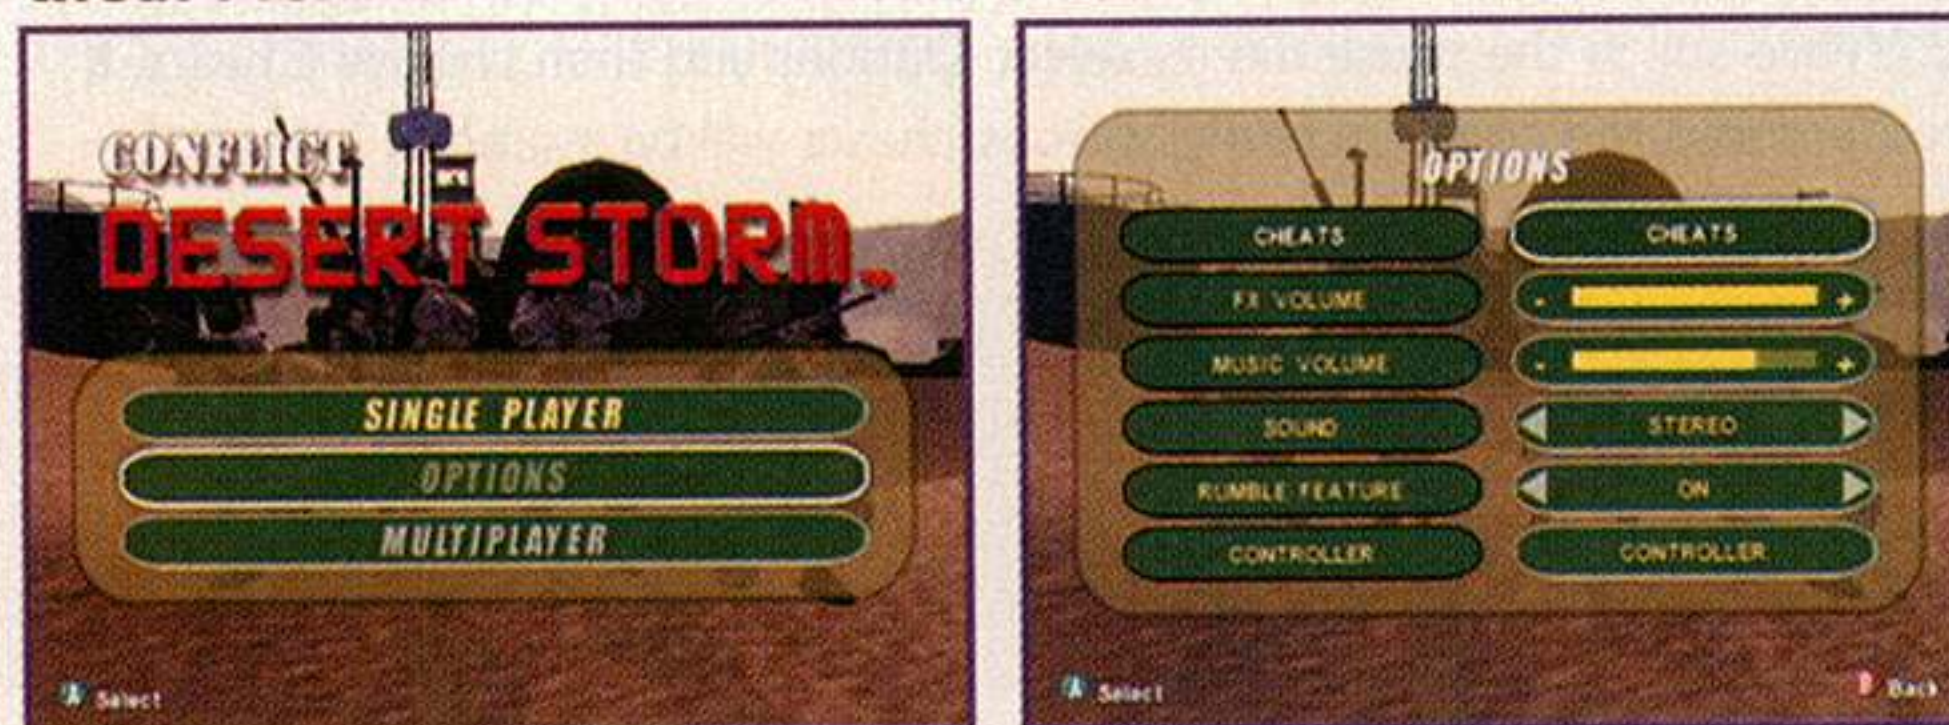 CONFLICT
DESERT STORM™
SINGLE PLAYER
OPTIONS
MULTIPLAYER
A Select
OPTIONS
CHEATS CHEATS
FX VOLUME - +
MUSIC VOLUME - +
SOUND STEREO
RUMBLE FEATURE ON
CONTROLLER CONTROLLER
A Select B Back